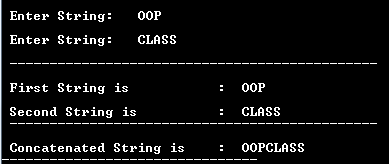 Enter String: OOP
Enter String: CLASS
First String is : OOP
Second String is : CLASS
Concatenated String is : OOPCLASS